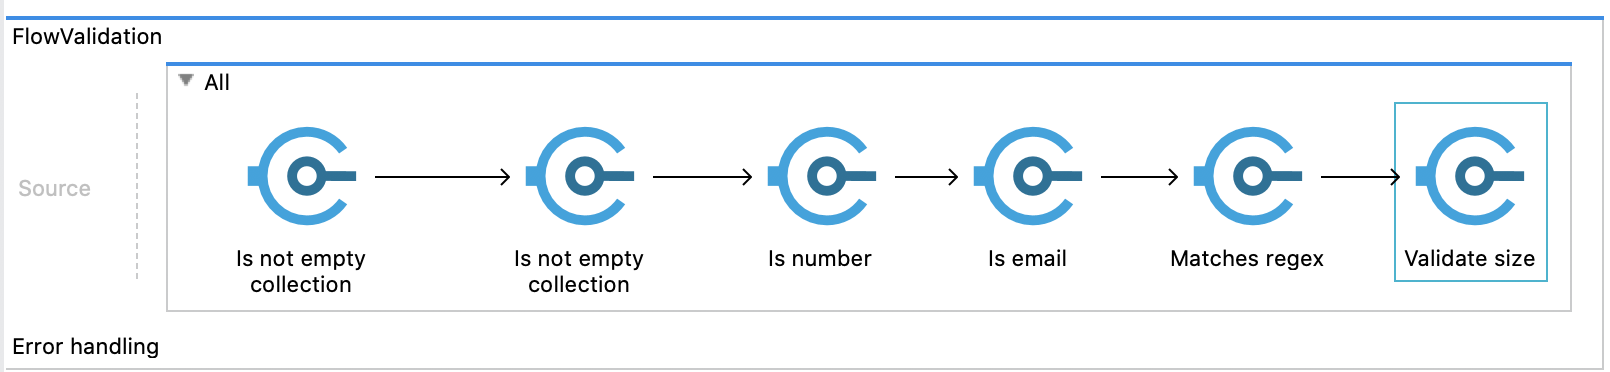 FlowValidation
All
Source
Is not empty
collection
Is not empty
collection
Is number
Is email
Matches regex
Validate size
Error handling